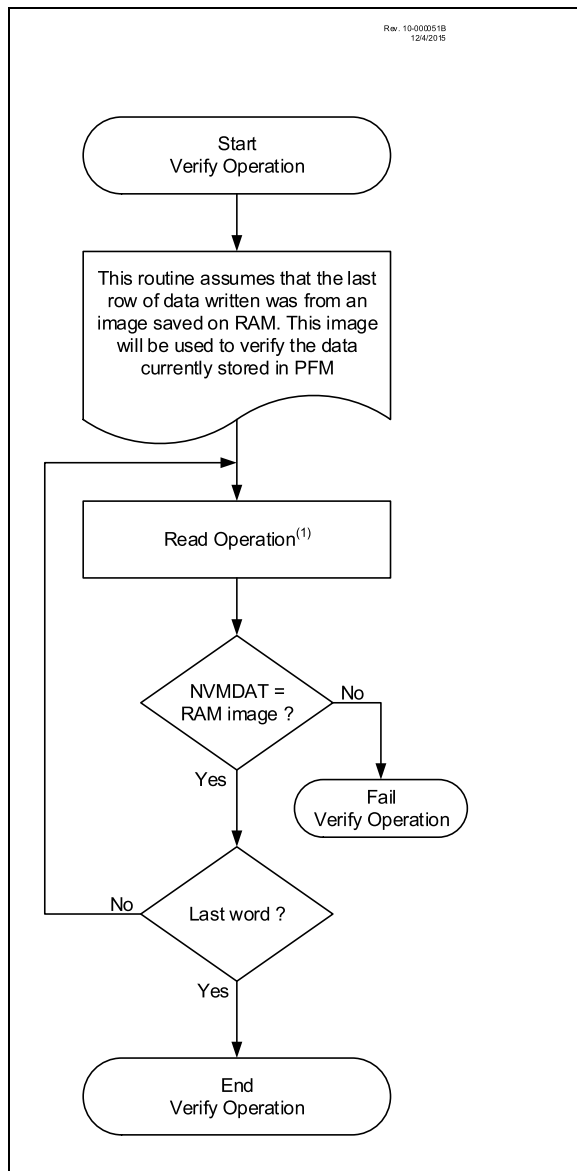 Rev. 10-000051B
12/4/2015
Start
Verify Operation
This routine assumes that the last
row of data written was from an
image saved on RAM. This image
will be used to verify the data
currently stored in PFM
Read Operation(1)
NVMDAT =
RAM image ?
No
Yes
Fail
Verify Operation
Last word ?
No
Yes
End
Verify Operation